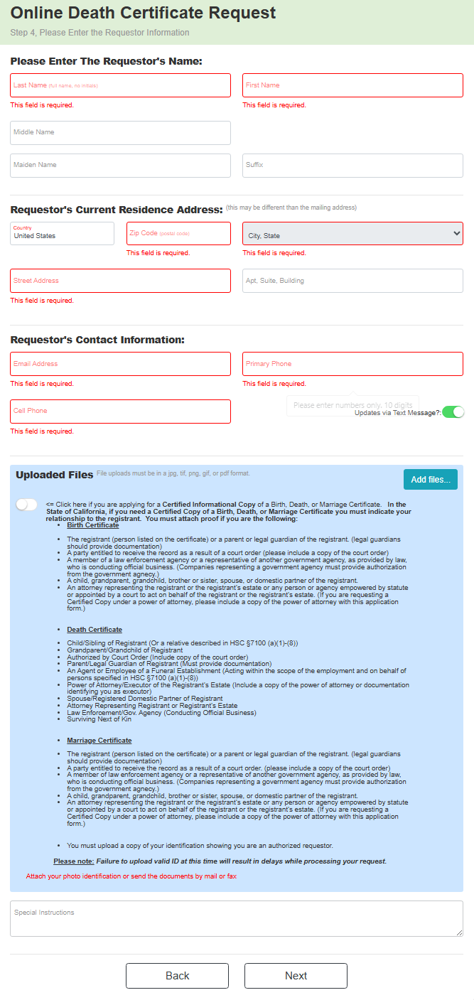 Online Death Certificate Request
Step 4, Please Enter the Requestor Information
Please Enter The Requestor's Name:
Last Name (full name, no initials)
First Name
This field is required.
This field is required.
Middle Name
Maiden Name
Suffix
Requestor's Current Residence Address: (this may be different than the mailing address)
Country
United States
Zip Code (postal code)
City, State
This field is required.
This field is required.
Street Address
Apt, Suite, Building
This field is required.
Requestor's Contact Information:
Email Address
Primary Phone
This field is required.
This field is required.
Please enter numbers only. 10 digits
Cell Phone
Updates via Text Message?:
This field is required.
Uploaded Files File uploads must be in a jpg, tif, png, gif, or pdf format.
Add files...
<= Click here if you are applying for a Certified Informational Copy of a Birth, Death, or Marriage Certificate. In the
State of California, if you need a Certified Copy of a Birth, Death, or Marriage Certificate you must indicate your
relationship to the registrant. You must attach proof if you are the following:
• Birth Certificate
• The registrant (person listed on the certificate) or a parent or legal guardian of the registrant. (legal guardians
should provide documentation)
• A party entitled to receive the record as a result of a court order (please include a copy of the court order)
• A member of a law enforcement agency or a representative of another government agency, as provided by law,
who is conducting official business. (Companies representing a government agency must provide authorization
from the government agnecy.)
• A child, grandparent, grandchild, brother or sister, spouse, or domestic partner of the registrant.
• An attorney representing the registrant or the registrant's estate or any person or agency empowered by statute
or appointed by a court to act on behalf of the registrant or the registrant's estate. (If you are requesting a
Certified Copy under a power of attorney, please include a copy of the power of attorney with this application
form.)
• Death Certificate
• Child/Sibling of Registrant (Or a relative described in HSC §7100 (a)(1)-(8))
• Grandparent/Grandchild of Registrant
• Authorized by Court Order (Include copy of the court order)
• Parent/Legal Guardian of Registrant (Must provide documentation)
• An Agent or Employee of a Funeral Establishment (Acting within the scope of the employment and on behalf of
persons specified in HSC §7100 (a)(1)-(8))
• Power of Attorney/Executor of the Registrant's Estate (Include a copy of the power of attorney or documentation
identifying you as executor)
• Spouse/Registered Domestic Partner of Registrant
• Attorney Representing Registrant or Registrant's Estate
• Law Enforcement/Gov. Agency (Conducting Official Business)
• Surviving Next of Kin
• Marriage Certificate
• The registrant (person listed on the certificate) or a parent or legal guardian of the registrant. (legal guardians
should provide documentation)
• A party entitled to receive the record as a result of a court order. (please include a copy of the court order)
• A member of law enforcement agency or a representative of another government agency, as provided by law,
who is conducting official business. (Companies representing a government agency must provide authorization
from the government agnecy.)
• A child, grandparent, grandchild, brother or sister, spouse, or domestic partner of the registrant.
• An attorney representing the registrant or the registrant's estate or any person or agency empowered by statute
or appointed by a court to act on behalf of the registrant or the registrant's estate. (If you are requesting a
Certified Copy under a power of attorney, please include a copy of the power of attorney with this application
form.)
• You must upload a copy of your identification showing you are an authorized requestor.
Please note: Failure to upload valid ID at this time will result in delays while processing your request.
Attach your photo identification or send the documents by mail or fax
Special Instructions
Back
Next